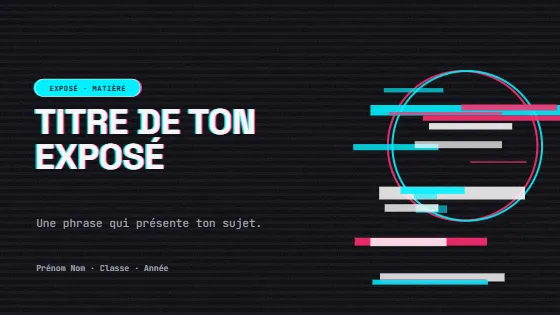 EXPOSÉ · MATIÈRE
TITRE DE TON
EXPOSÉ
Une phrase qui présente ton sujet.
Prénom Nom · Classe · Année